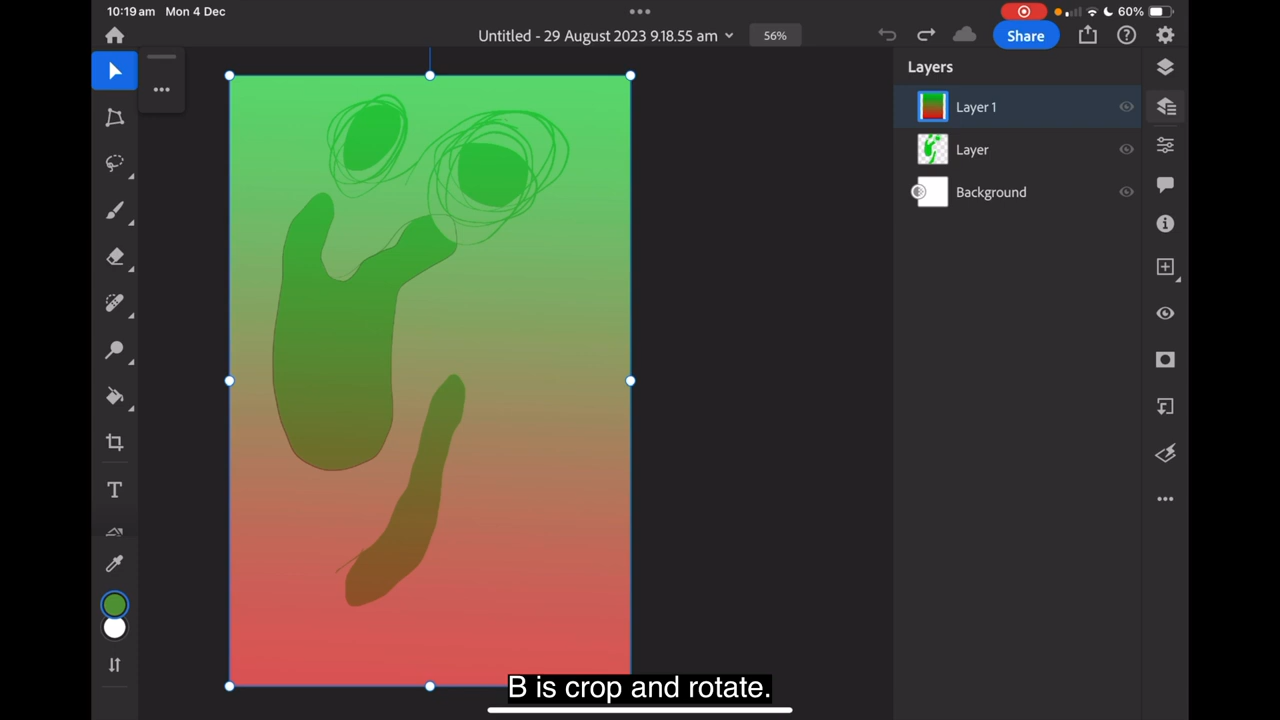 10:19 am Mon 4 Dec
60%
Untitled - 29 August 2023 9.18.55 am
56%
Share
Layers
Layer 1
Layer
Background
T
B is crop and rotate.